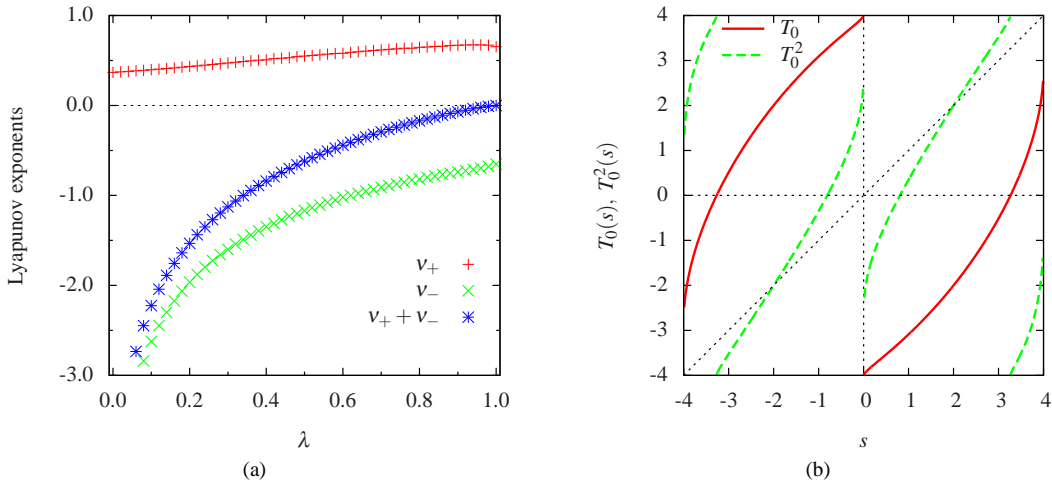 1.0
0.0
-1.0
-2.0
-3.0
Lyapunov exponents
ν₊
ν₋
ν₊ + ν₋
0.0 0.2 0.4 0.6 0.8 1.0
λ
(a)
4
3
2
1
0
-1
-2
-3
-4
T₀(s), T₀²(s)
T₀
T₀²
-4 -3 -2 -1 0 1 2 3 4
s
(b)